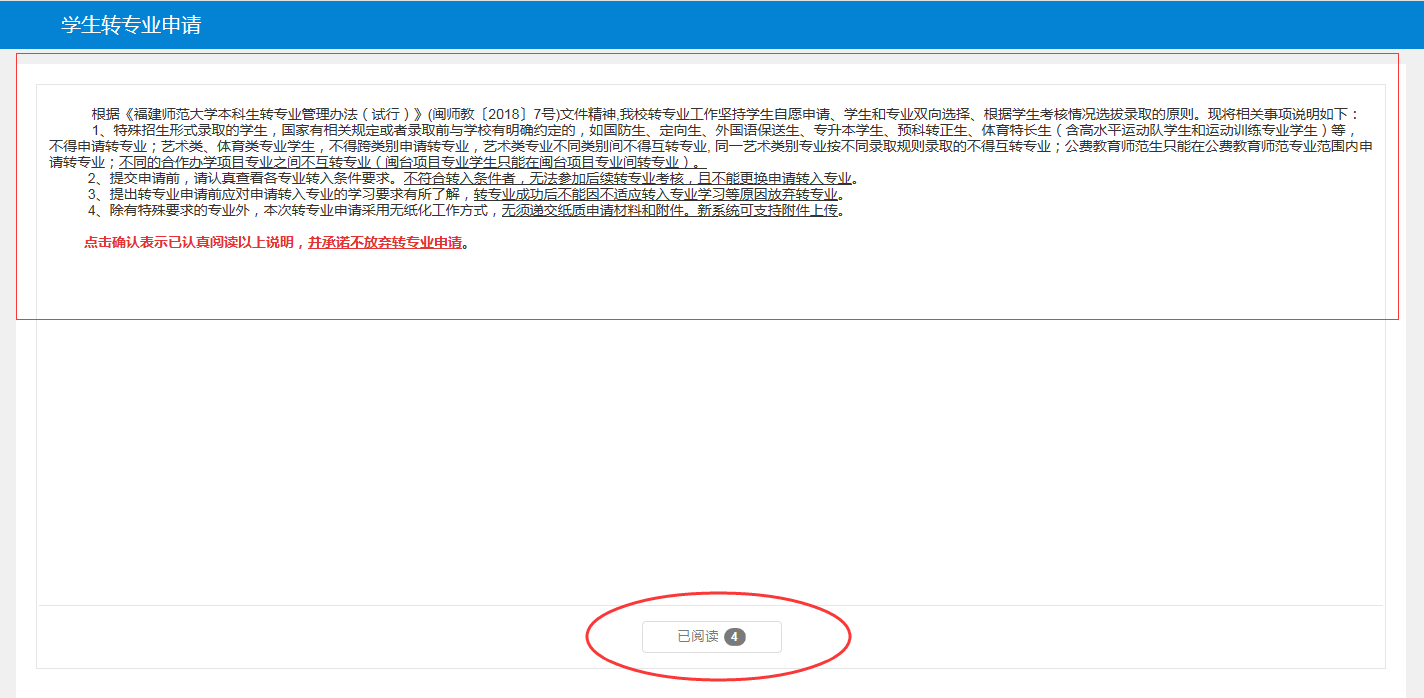 学生转专业申请
根据《福建师范大学本科生转专业管理办法（试行）》(闽师教〔2018〕7号)文件精神,我校转专业工作坚持学生自愿申请、学生和专业双向选择、根据学生考核情况选拔录取的原则。现将相关事项说明如下：
1、特殊招生形式录取的学生，国家有相关规定或者录取前与学校有明确约定的，如国防生、定向生、外国语保送生、专升本学生、预科转正生、体育特长生（含高水平运动队学生和运动训练专业学生）等，
不得申请转专业；艺术类、体育类专业学生，不得跨类别申请转专业，艺术类专业不同类别间不得互转专业, 同一艺术类别专业按不同录取规则录取的不得互转专业；公费教育师范生只能在公费教育师范专业范围内申
请转专业；不同的合作办学项目专业之间不互转专业（闽台项目专业学生只能在闽台项目专业间转专业）。
2、提交申请前，请认真查看各专业转入条件要求。不符合转入条件者，无法参加后续转专业考核，且不能更换申请转入专业。
3、提出转专业申请前应对申请转入专业的学习要求有所了解，转专业成功后不能因不适应转入专业学习等原因放弃转专业。
4、除有特殊要求的专业外，本次转专业申请采用无纸化工作方式，无须递交纸质申请材料和附件。新系统可支持附件上传。
点击确认表示已认真阅读以上说明，并承诺不放弃转专业申请。
已阅读 4